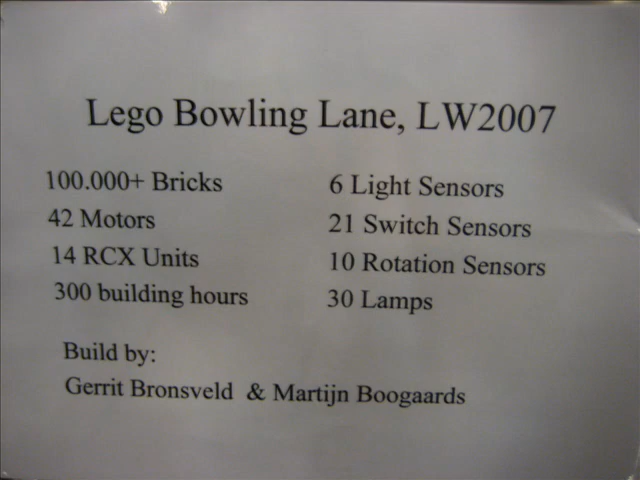 Lego Bowling Lane, LW2007
100.000+ Bricks
42 Motors
14 RCX Units
300 building hours
6 Light Sensors
21 Switch Sensors
10 Rotation Sensors
30 Lamps
Build by:
Gerrit Bronsveld & Martijn Boogaards